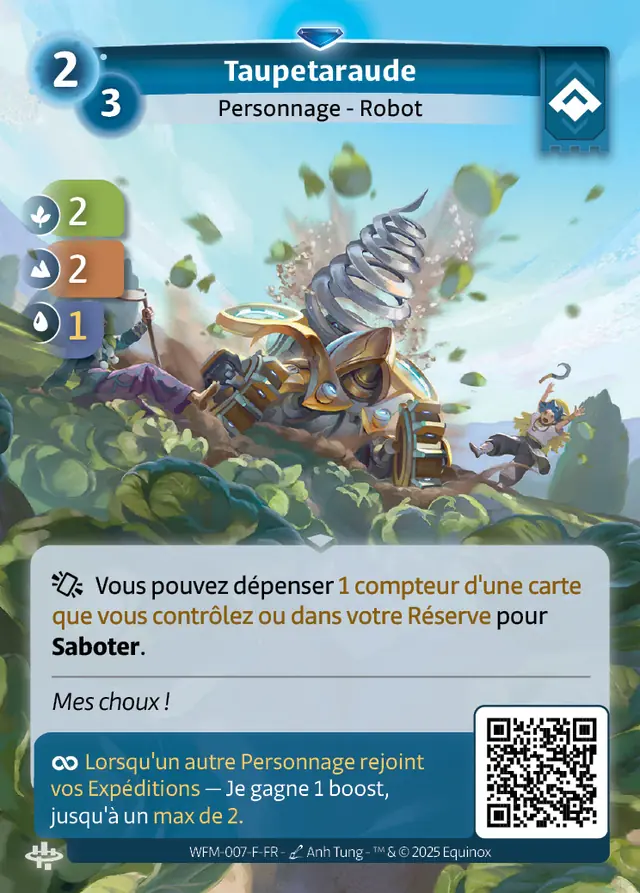 2
3
Taupetaraude
Personnage - Robot
2
2
1
Vous pouvez dépenser 1 compteur d'une carte
que vous contrôlez ou dans votre Réserve pour
Saboter.
Mes choux !
∞ Lorsqu'un autre Personnage rejoint
vos Expéditions — Je gagne 1 boost,
jusqu'à un max de 2.
WFM-007-F-FR - Anh Tung - ™ & © 2025 Equinox